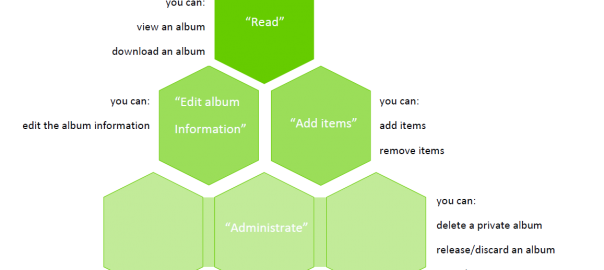 you can:
view an album
download an album
“Read”
you can:
edit the album information
“Edit album
Information”
“Add items”
you can:
add items
remove items
“Administrate”
you can:
delete a private album
release/discard an album